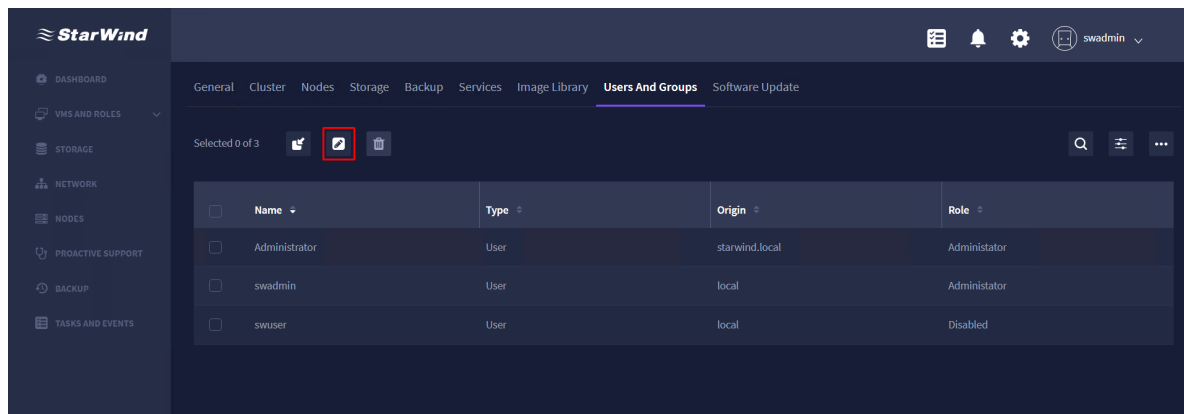 StarWind
swadmin
DASHBOARD
General Cluster Nodes Storage Backup Services Image Library Users And Groups Software Update
VMS AND ROLES
Selected 0 of 3
STORAGE
NETWORK
Name Type Origin Role
NODES
Administrator User starwind.local Administator
PROACTIVE SUPPORT
swadmin User local Administator
BACKUP
swuser User local Disabled
TASKS AND EVENTS